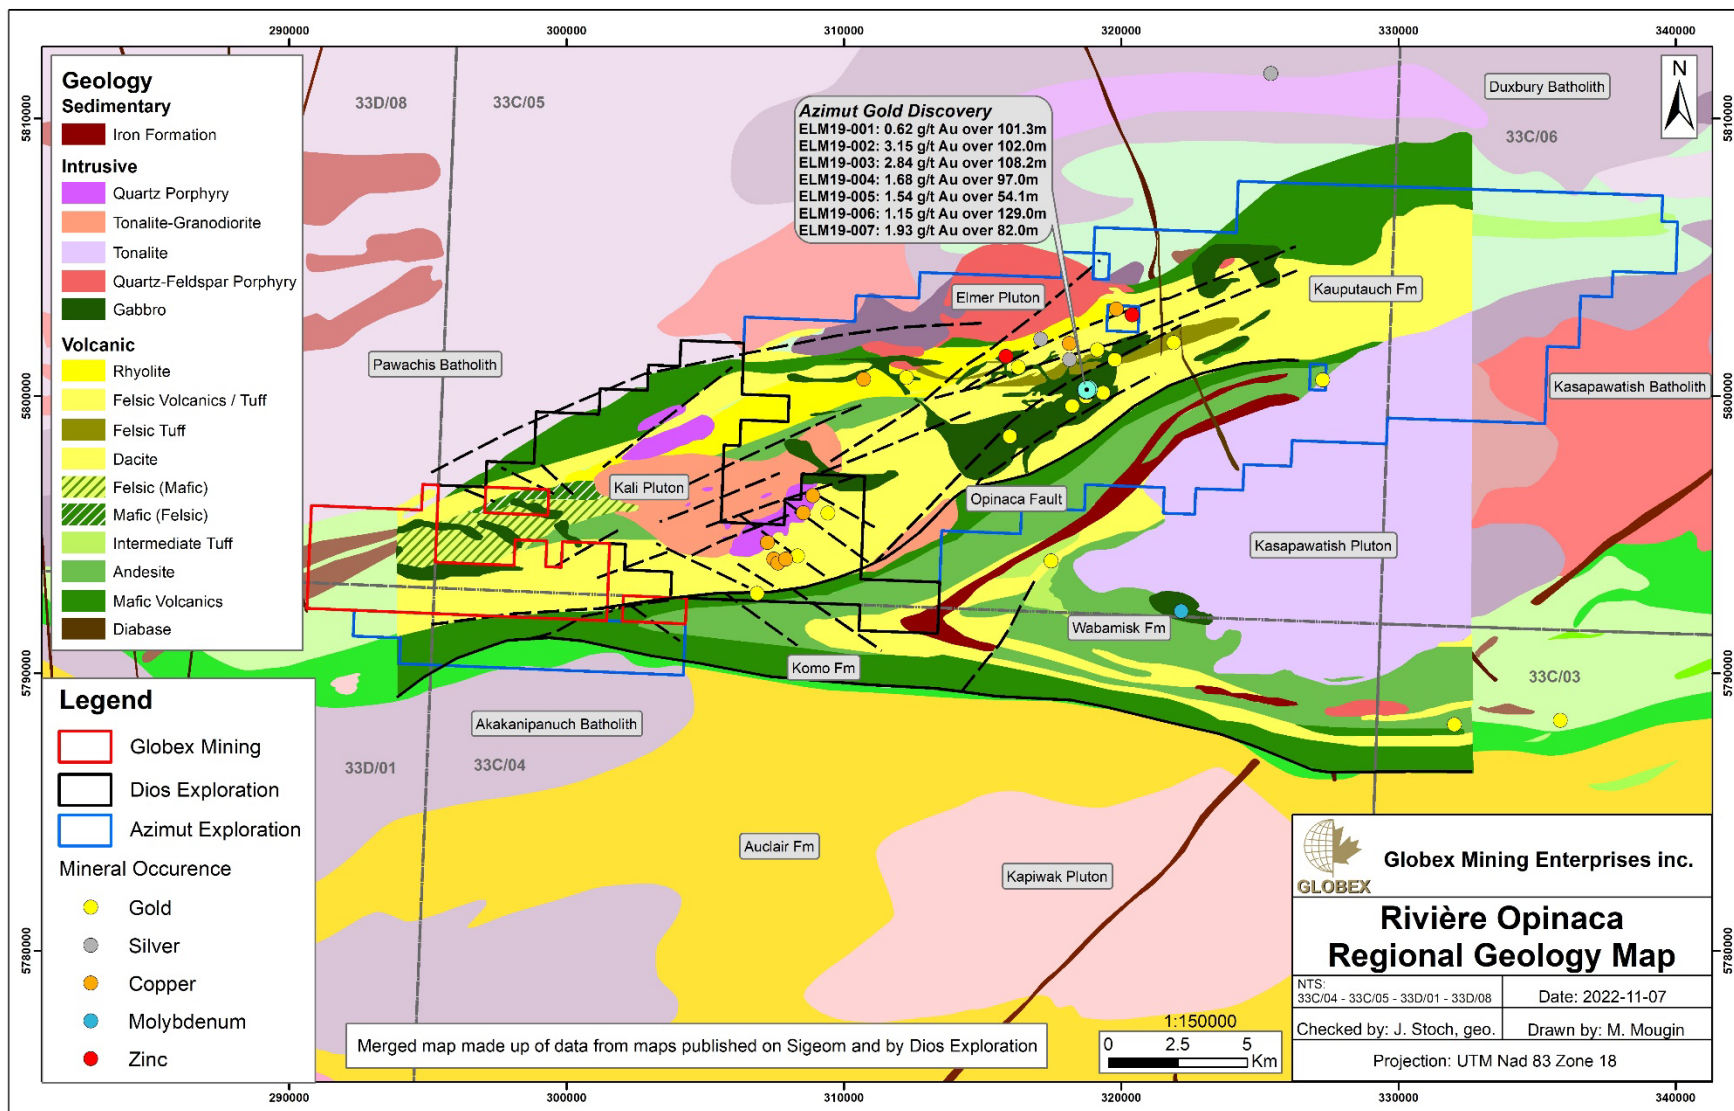 290000
300000
310000
320000
330000
340000
5810000
5800000
5790000
5780000
5810000
5800000
5790000
5780000
Geology
Sedimentary
Iron Formation
Intrusive
Quartz Porphyry
Tonalite-Granodiorite
Tonalite
Quartz-Feldspar Porphyry
Gabbro
Volcanic
Rhyolite
Felsic Volcanics / Tuff
Felsic Tuff
Dacite
Felsic (Mafic)
Mafic (Felsic)
Intermediate Tuff
Andesite
Mafic Volcanics
Diabase
Legend
Globex Mining
Dios Exploration
Azimut Exploration
Mineral Occurence
Gold
Silver
Copper
Molybdenum
Zinc
33D/08
33C/05
Azimut Gold Discovery
ELM19-001: 0.62 g/t Au over 101.3m
ELM19-002: 3.15 g/t Au over 102.0m
ELM19-003: 2.84 g/t Au over 108.2m
ELM19-004: 1.68 g/t Au over 97.0m
ELM19-005: 1.54 g/t Au over 54.1m
ELM19-006: 1.15 g/t Au over 129.0m
ELM19-007: 1.93 g/t Au over 82.0m
Duxbury Batholith
33C/06
N
Elmer Pluton
Kauputauch Fm
Pawachis Batholith
Kasapawatish Batholith
Kali Pluton
Opinaca Fault
Kasapawatish Pluton
Wabamisk Fm
Komo Fm
33C/03
Akakanipanuch Batholith
33D/01
33C/04
Auclair Fm
Kapiwak Pluton
Merged map made up of data from maps published on Sigeom and by Dios Exploration
1:150000
0 2.5 5
Km
GLOBEX
Globex Mining Enterprises inc.
Rivière Opinaca
Regional Geology Map
NTS:
33C/04 - 33C/05 - 33D/01 - 33D/08
Date: 2022-11-07
Checked by: J. Stoch, geo.
Drawn by: M. Mougin
Projection: UTM Nad 83 Zone 18
290000
300000
310000
320000
330000
340000